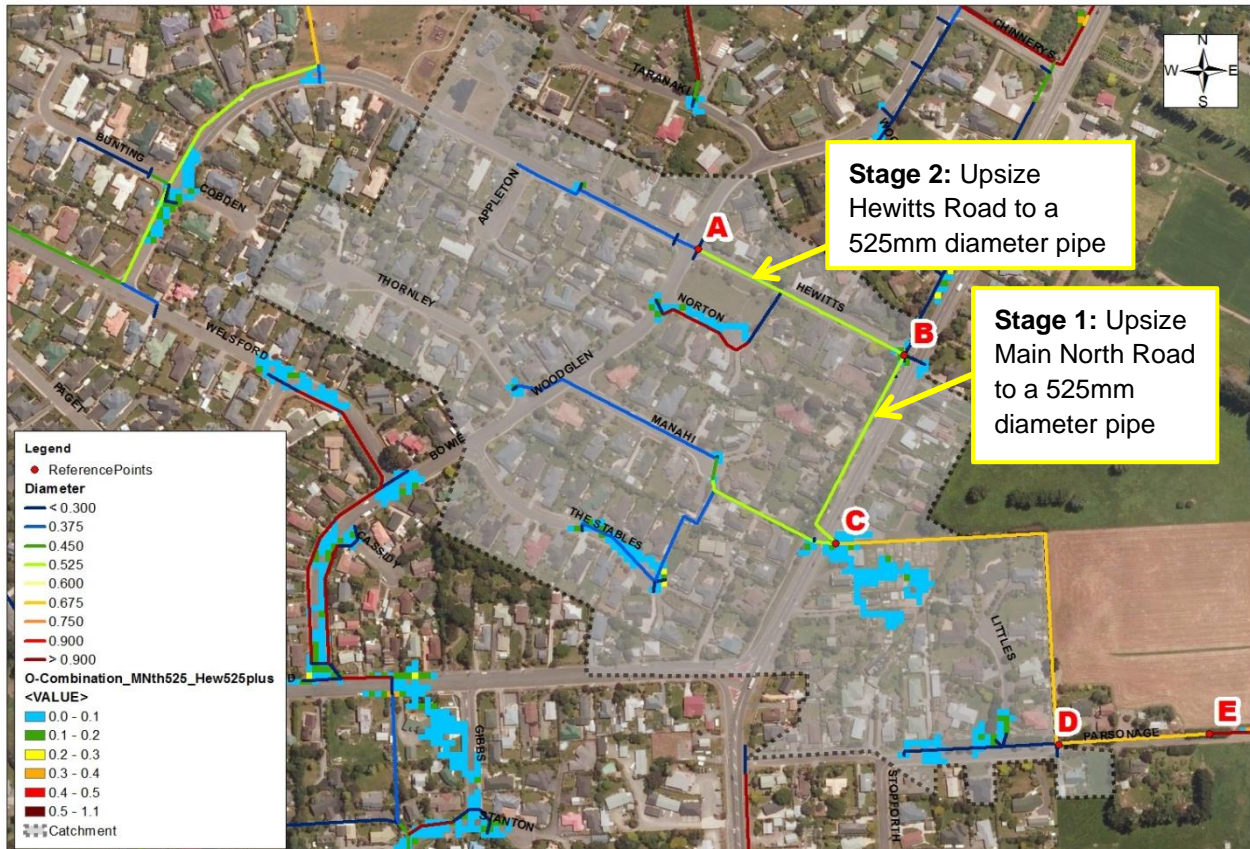 CHINNERYS
N
W E
S
TARANAKI
WOO
BUNTING
COBDEN
APPLETON
A
Stage 2: Upsize
Hewitts Road to a
525mm diameter pipe
THORNLEY
HEWITTS
NORTON
B
Stage 1: Upsize
Main North Road
to a 525mm
diameter pipe
WELSFORD
WOODGLEN
PAGET
MANAHI
BOWIE
THE STABLES
C
CASSIDY
LITTLES
D
GIBBS
D
PARSONAGE
E
STOPFORTH
STANTON
Legend
ReferencePoints
Diameter
< 0.300
0.375
0.450
0.525
0.600
0.675
0.750
0.900
> 0.900
O-Combination_MNth525_Hew525plus
<VALUE>
0.0 - 0.1
0.1 - 0.2
0.2 - 0.3
0.3 - 0.4
0.4 - 0.5
0.5 - 1.1
Catchment